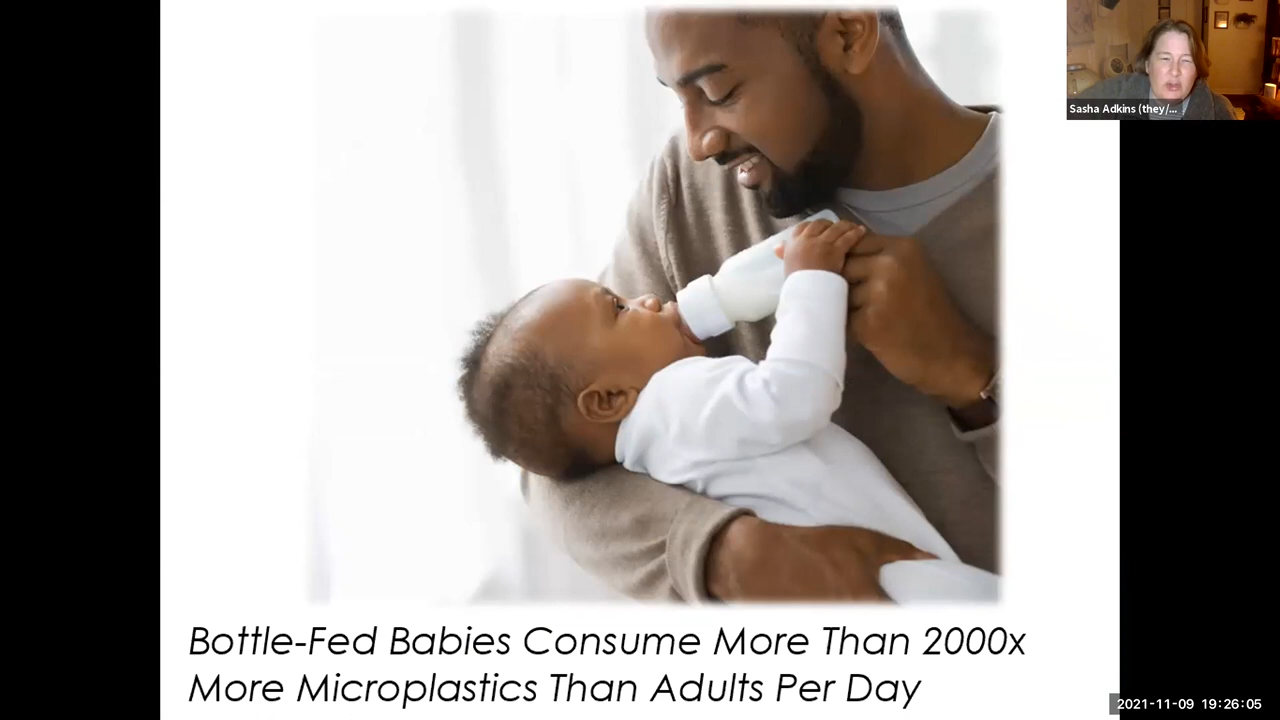 Sasha Adkins (they/...
Bottle-Fed Babies Consume More Than 2000x
More Microplastics Than Adults Per Day
2021-11-09 19:26:05